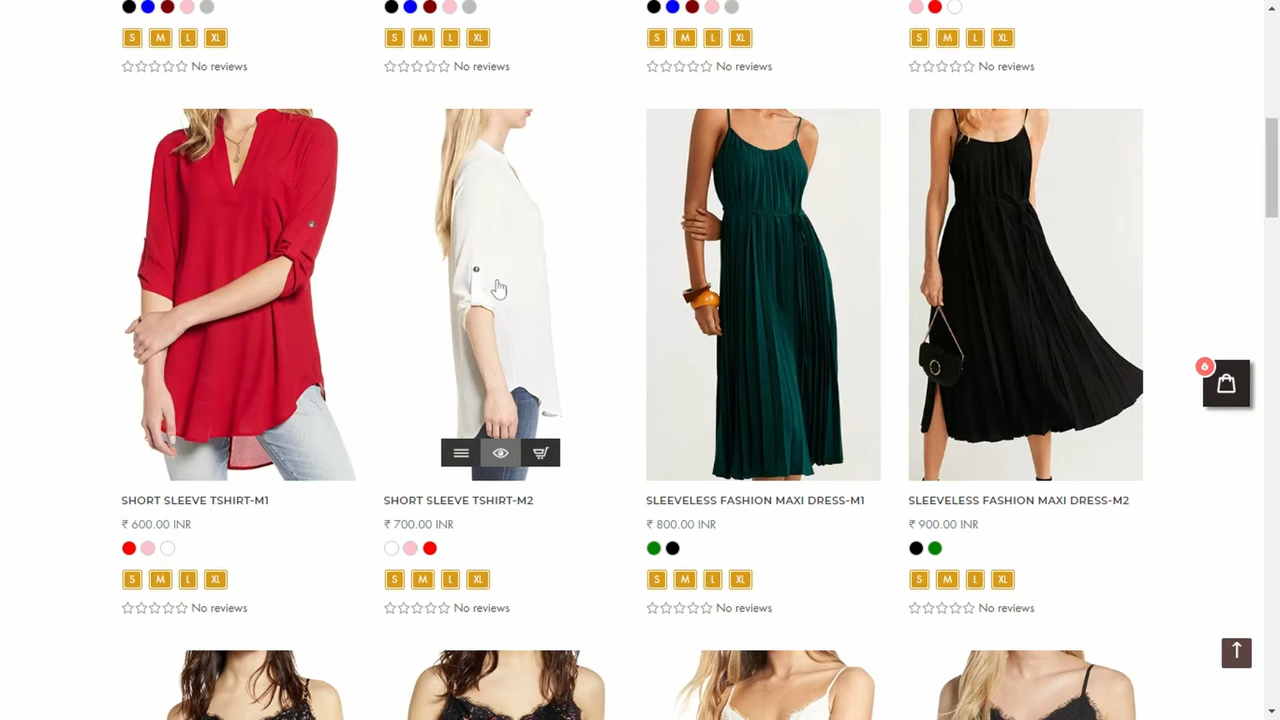 S M L XL S M L XL S M L XL S M L XL
No reviews No reviews No reviews No reviews
6
SHORT SLEEVE TSHIRT-M1 SHORT SLEEVE TSHIRT-M2 SLEEVELESS FASHION MAXI DRESS-M1 SLEEVELESS FASHION MAXI DRESS-M2
₹ 600.00 INR ₹ 700.00 INR ₹ 800.00 INR ₹ 900.00 INR
S M L XL S M L XL S M L XL S M L XL
No reviews No reviews No reviews No reviews